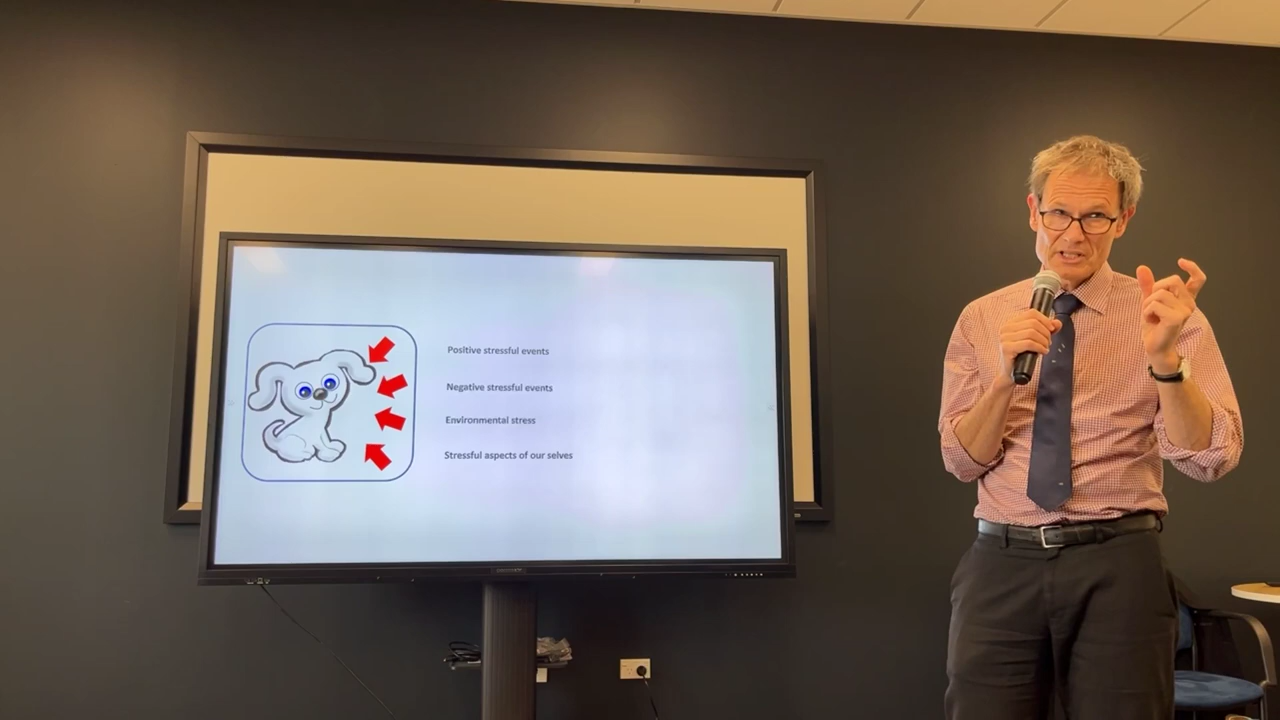 Positive stressful events
Negative stressful events
Environmental stress
Stressful aspects of our selves